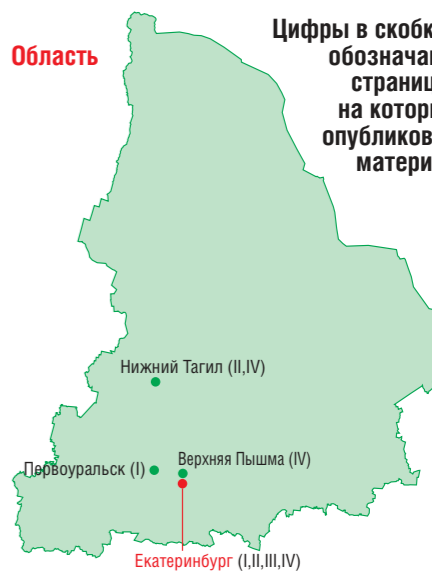 Область
Цифры в скобк
обозначаю
страниц
на котор
опубликов
матери
Нижний Тагил (II,IV)
Верхняя Пышма (IV)
Первоуральск (I)
Екатеринбург (I,II,III,IV)